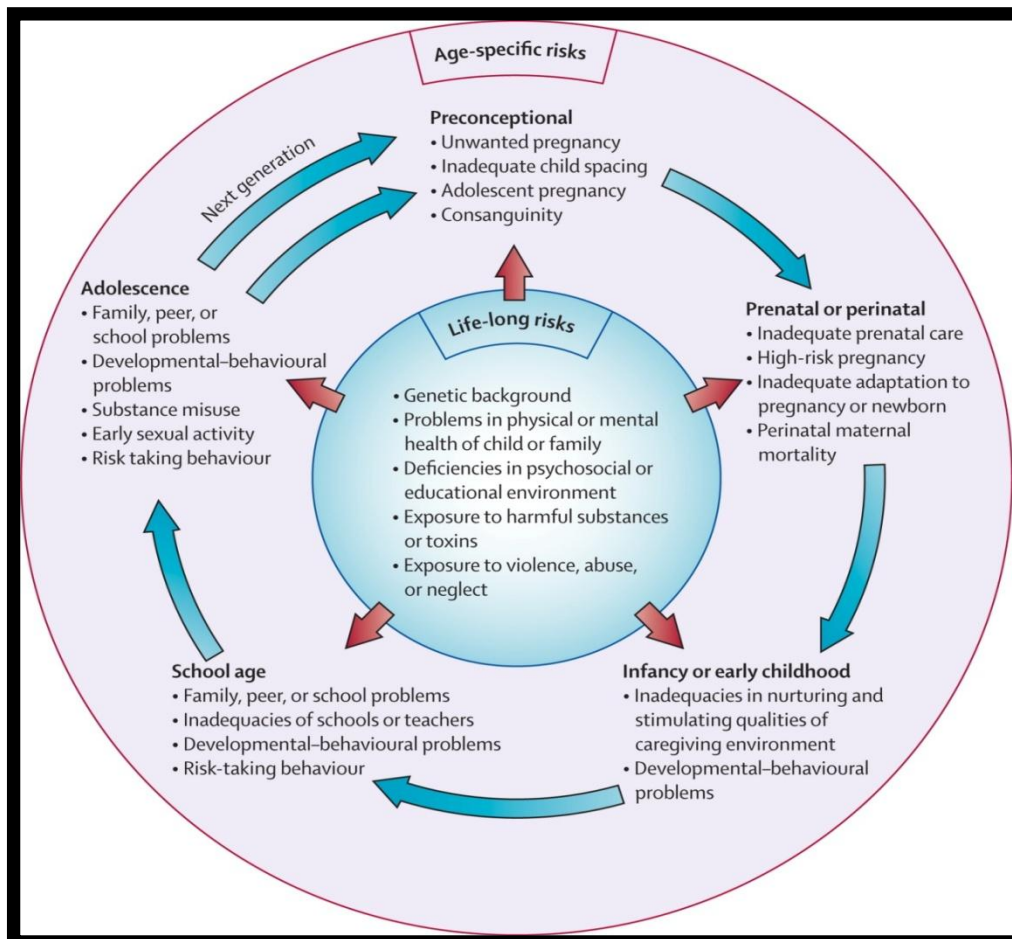 Age-specific risks
Preconceptional
• Unwanted pregnancy
• Inadequate child spacing
• Adolescent pregnancy
• Consanguinity
Next generation
Adolescence
• Family, peer, or
school problems
• Developmental–behavioural
problems
• Substance misuse
• Early sexual activity
• Risk taking behaviour
Life-long risks
• Genetic background
• Problems in physical or mental
health of child or family
• Deficiencies in psychosocial or
educational environment
• Exposure to harmful substances
or toxins
• Exposure to violence, abuse,
or neglect
Prenatal or perinatal
• Inadequate prenatal care
• High-risk pregnancy
• Inadequate adaptation to
pregnancy or newborn
• Perinatal maternal
mortality
School age
• Family, peer, or school problems
• Inadequacies of schools or teachers
• Developmental–behavioural problems
• Risk-taking behaviour
Infancy or early childhood
• Inadequacies in nurturing and
stimulating qualities of
caregiving environment
• Developmental–behavioural
problems